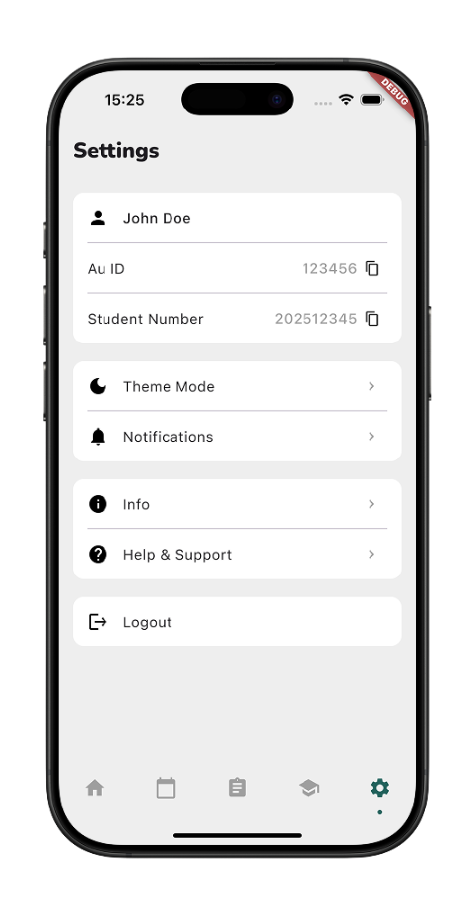 15:25
DEBUG
Settings
John Doe
Au ID 123456
Student Number 202512345
Theme Mode
Notifications
Info
Help & Support
Logout